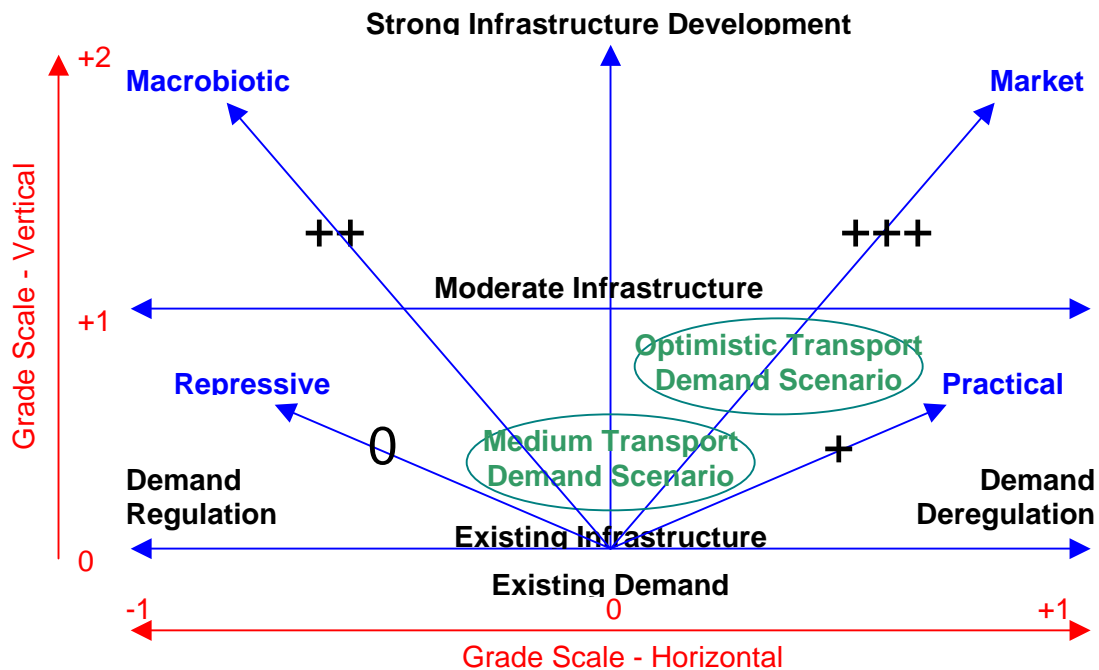 Strong Infrastructure Development
+2
Macrobiotic
Market
Grade Scale - Vertical
++
+++
Moderate Infrastructure
+1
Optimistic Transport
Demand Scenario
Repressive
Practical
0
Medium Transport
Demand Scenario
+
Demand
Regulation
Demand
Deregulation
Existing Infrastructure
0
Existing Demand
-1
0
+1
Grade Scale - Horizontal